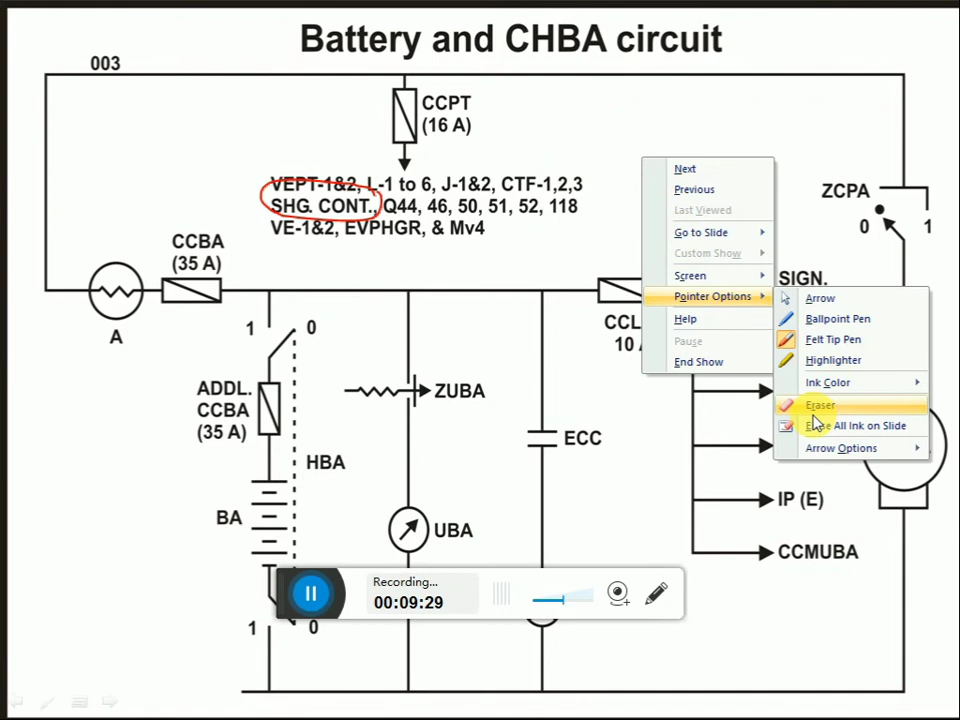 Battery and CHBA circuit
003
CCPT
(16 A)
VEPT-1&2, L-1 to 6, J-1&2, CTF-1,2,3
SHG. CONT., Q44, 46, 50, 51, 52, 118
VE-1&2, EVPHGR, & Mv4
ZCPA
0
1
CCBA
(35 A)
A
1
0
ADDL.
CCBA
(35 A)
HBA
BA
1
0
ZUBA
UBA
ECC
CCL
10 A
SIGN.
IP (E)
CCMUBA
Next
Previous
Last Viewed
Go to Slide
Custom Show
Screen
Pointer Options
Help
Pause
End Show
Arrow
Ballpoint Pen
Felt Tip Pen
Highlighter
Ink Color
Eraser
Erase All Ink on Slide
Arrow Options
Recording...
00:09:29